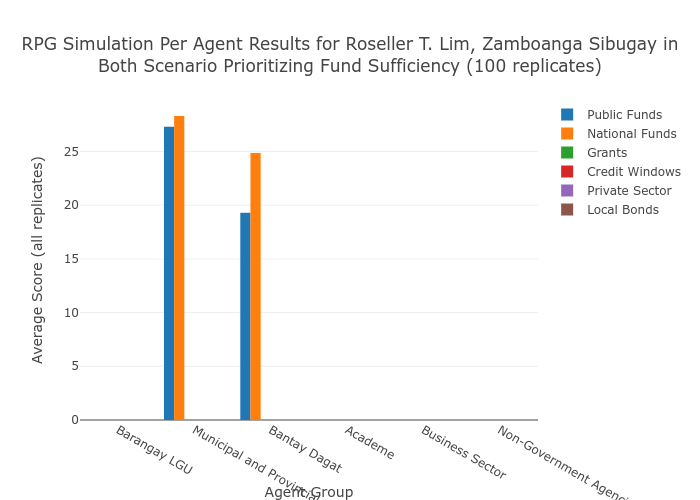 RPG Simulation Per Agent Results for Roseller T. Lim, Zamboanga Sibugay in
Both Scenario Prioritizing Fund Sufficiency (100 replicates)
Public Funds
National Funds
Grants
Credit Windows
Private Sector
Local Bonds
Average Score (all replicates)
25
20
15
10
5
0
Barangay LGU
Municipal and
Bantay Dagat
Academe
Business Sector
Non-Government
Agent Group